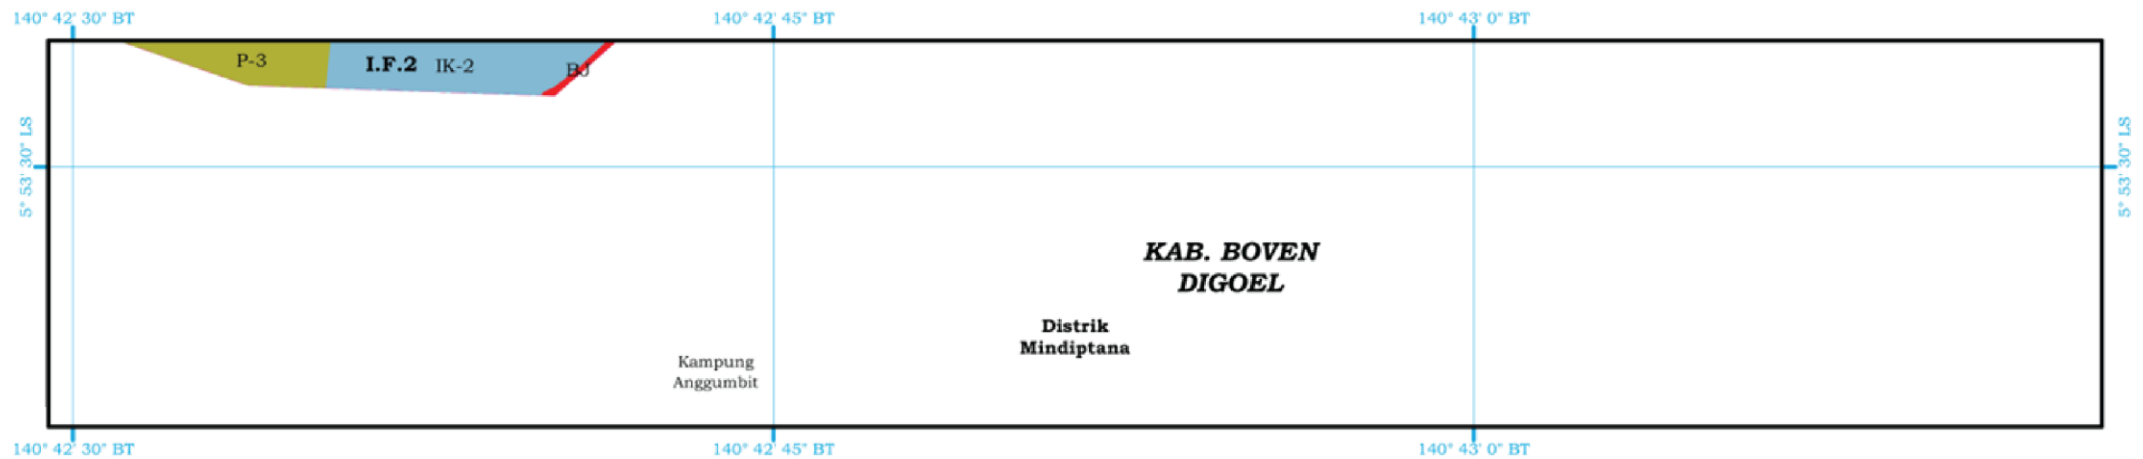 140° 42' 30" BT
140° 42' 45" BT
140° 43' 0" BT
P-3
I.F.2
IK-2
BJ
5° 53' 30" LS
5° 53' 30" LS
KAB. BOVEN
DIGOEL
Distrik
Mindiptana
Kampung
Anggumbit
140° 42' 30" BT
140° 42' 45" BT
140° 43' 0" BT